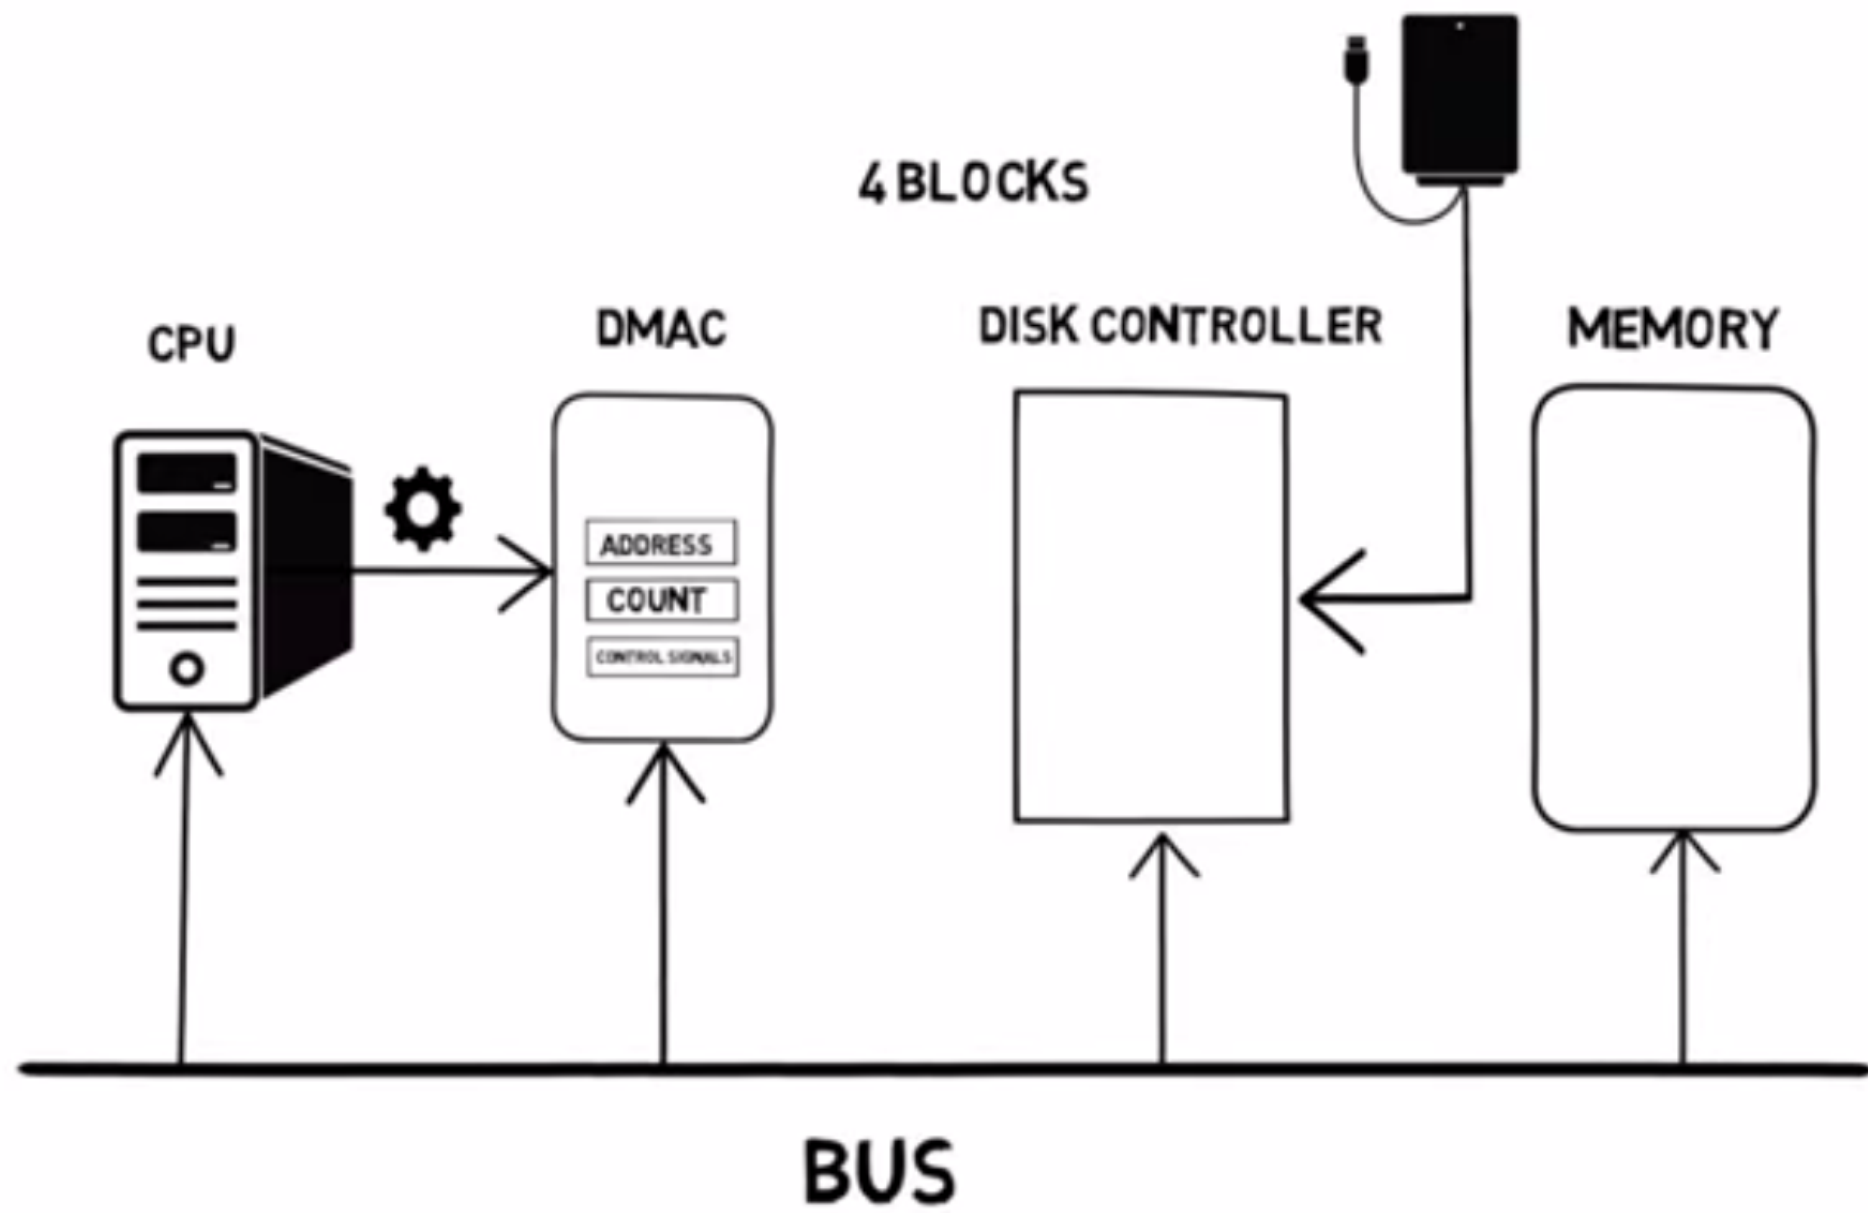 4 BLOCKS
CPU
DMAC
DISK CONTROLLER
MEMORY
ADDRESS
COUNT
CONTROL SIGNALS
BUS